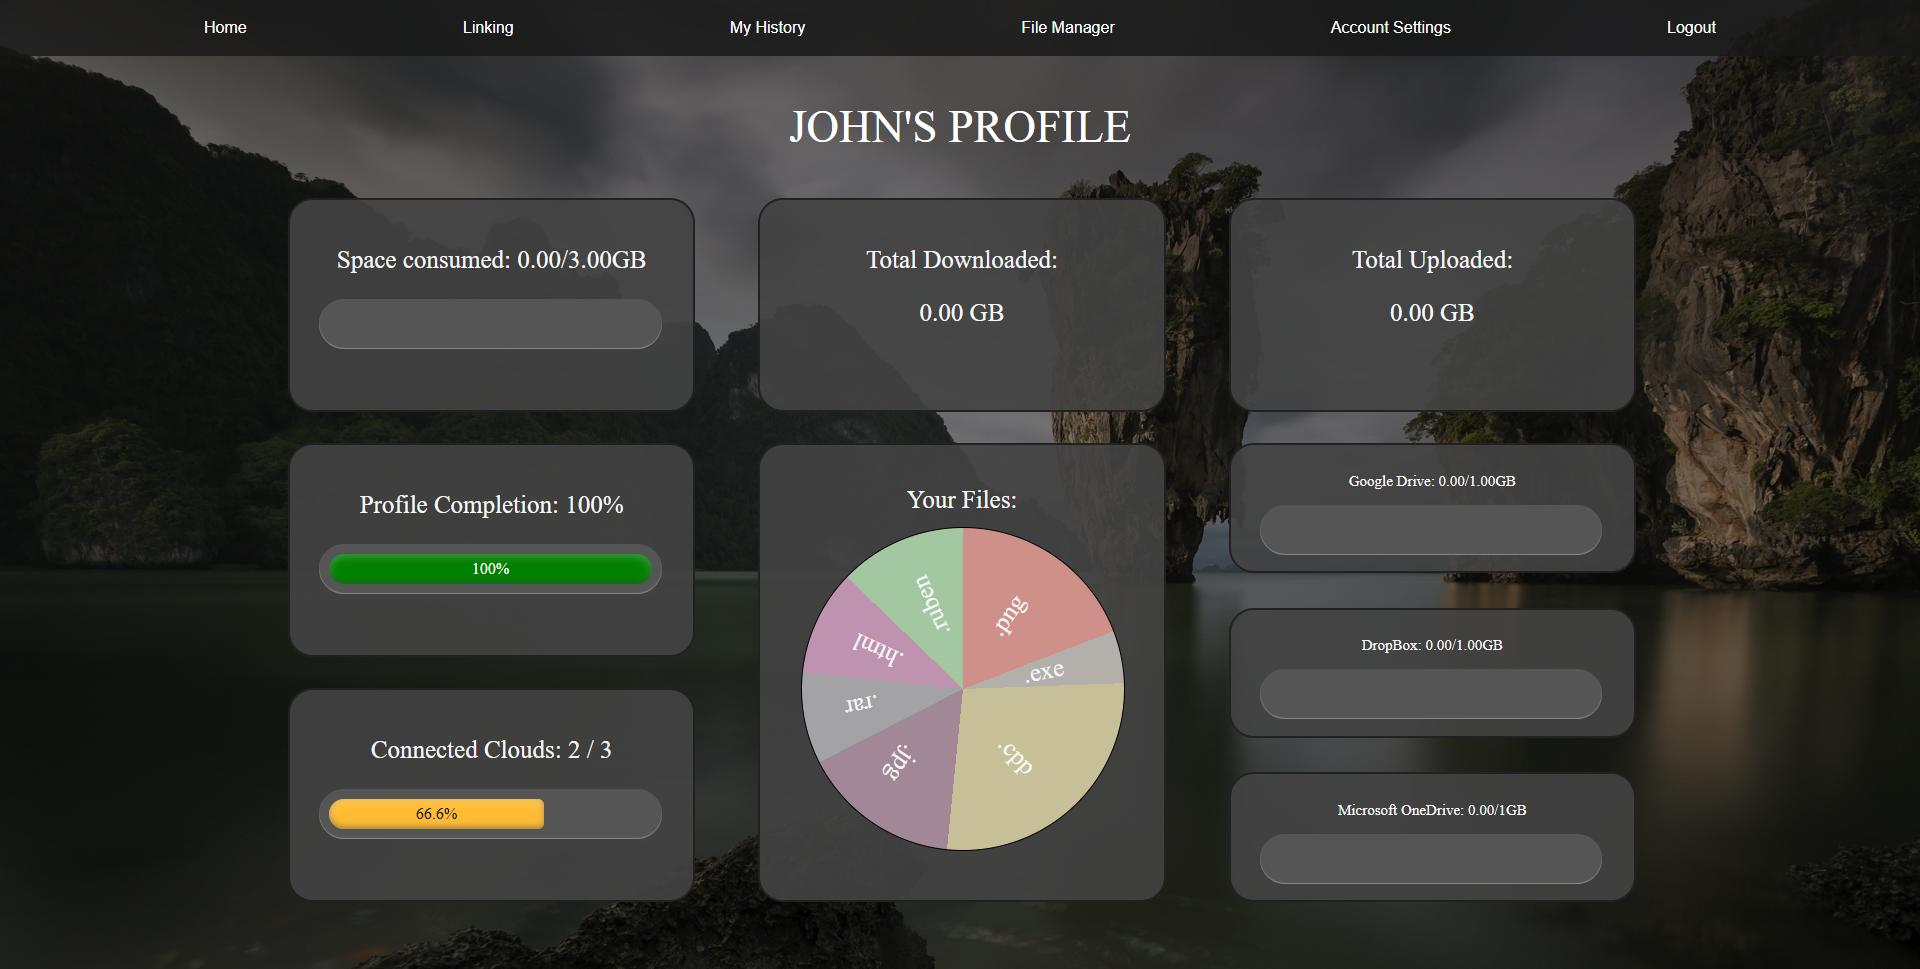 Home
Linking
My History
File Manager
Account Settings
Logout
JOHN'S PROFILE
Space consumed: 0.00/3.00GB
Total Downloaded:
0.00 GB
Total Uploaded:
0.00 GB
Profile Completion: 100%
100%
Connected Clouds: 2 / 3
66.6%
Your Files:
.png
.exe
.cpp
.jpg
.rar
.html
.ruben
Google Drive: 0.00/1.00GB
DropBox: 0.00/1.00GB
Microsoft OneDrive: 0.00/1GB